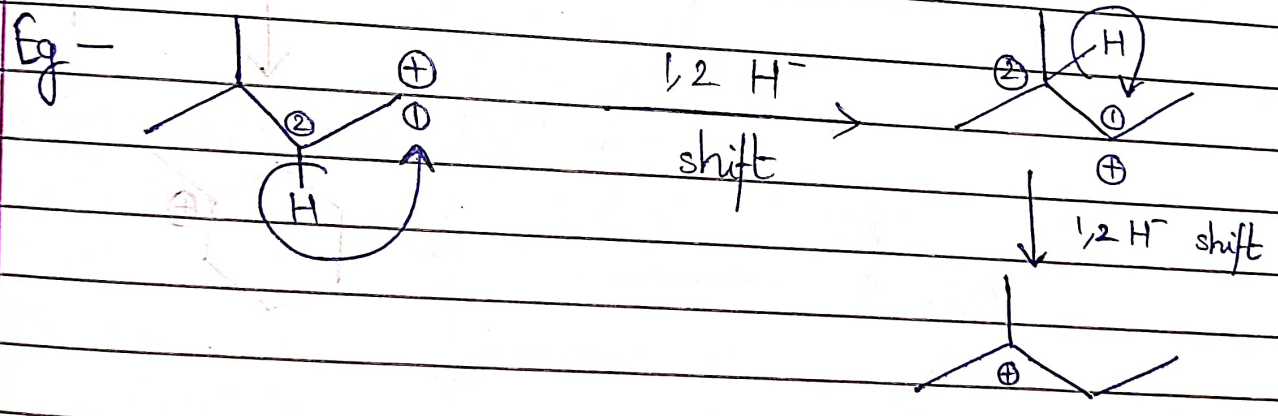 Eg –
⊕
①
②
H
1,2 H⁻
shift
②
H
①
⊕
1,2 H⁻ shift
⊕